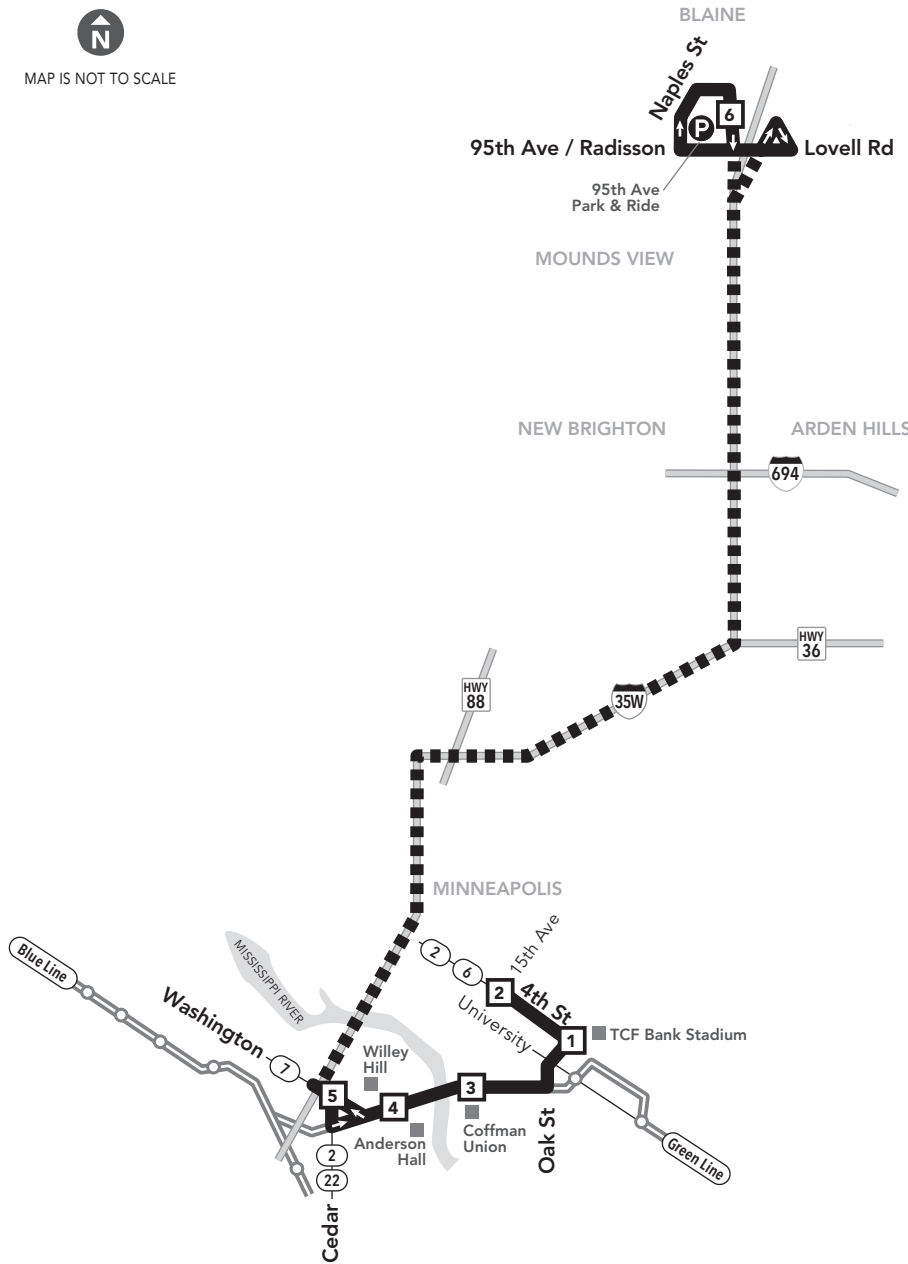 BLAINE
N
MAP IS NOT TO SCALE
Naples St
6
P
95th Ave / Radisson
Lovell Rd
95th Ave
Park & Ride
MOUNDS VIEW
NEW BRIGHTON
ARDEN HILLS
694
HWY
36
HWY
88
35W
MINNEAPOLIS
Blue Line
MISSISSIPPI RIVER
2
6
15th Ave
2
4th St
University
1
TCF Bank Stadium
Washington
7
Willey
Hill
5
4
3
Anderson
Hall
Coffman
Union
Oak St
Green Line
2
22
Cedar